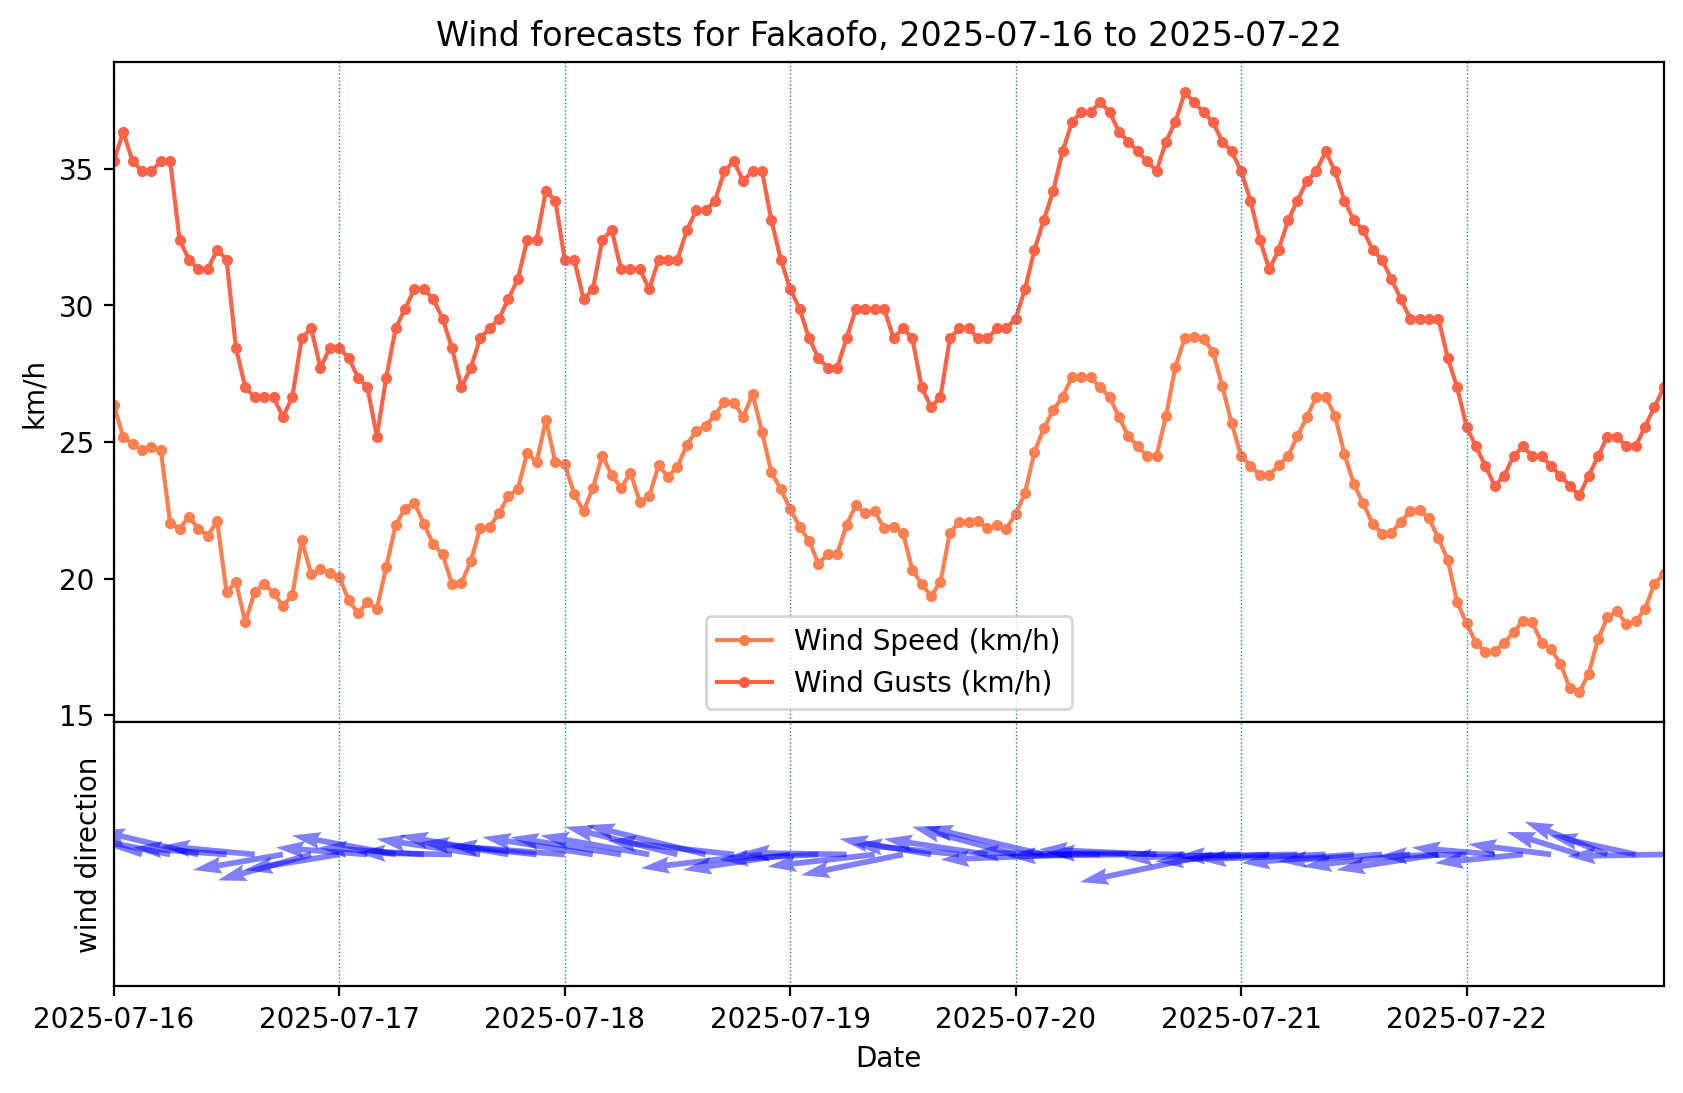 Wind forecasts for Fakaofo, 2025-07-16 to 2025-07-22
km/h
35
30
25
20
15
Wind Speed (km/h)
Wind Gusts (km/h)
wind direction
2025-07-16
2025-07-17
2025-07-18
2025-07-19
2025-07-20
2025-07-21
2025-07-22
Date